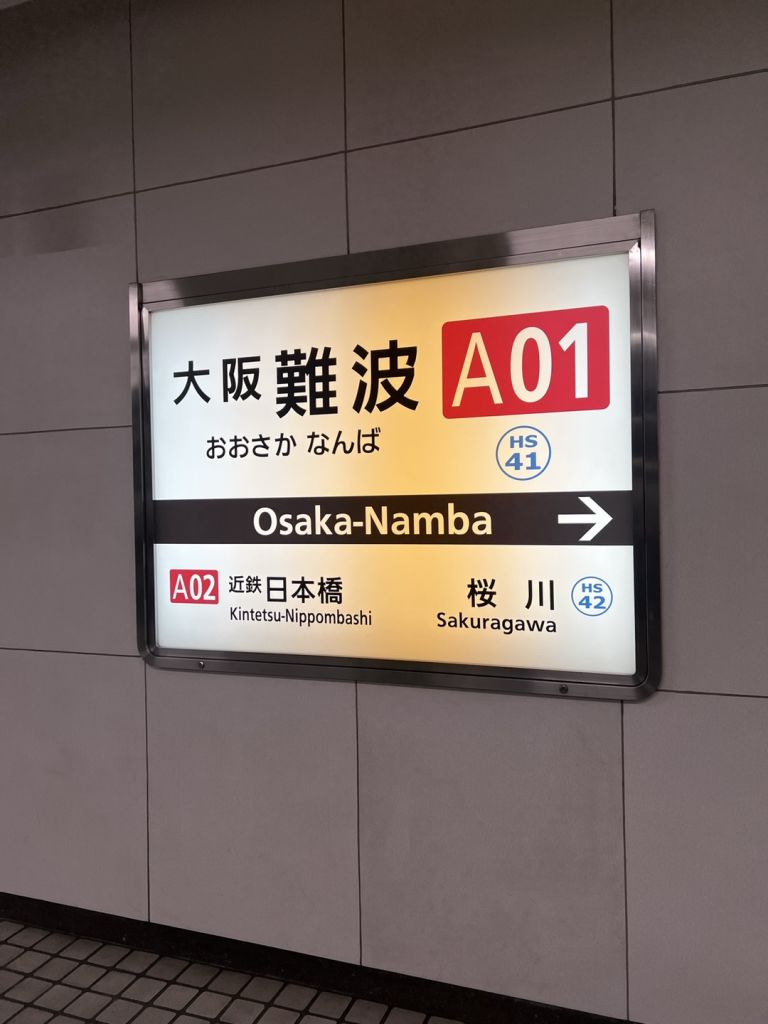 大阪難波 A01
おおさか なんば
HS
41
Osaka-Namba →
A02 近鉄日本橋
Kintetsu-Nippombashi
桜川
Sakuragawa
HS
42